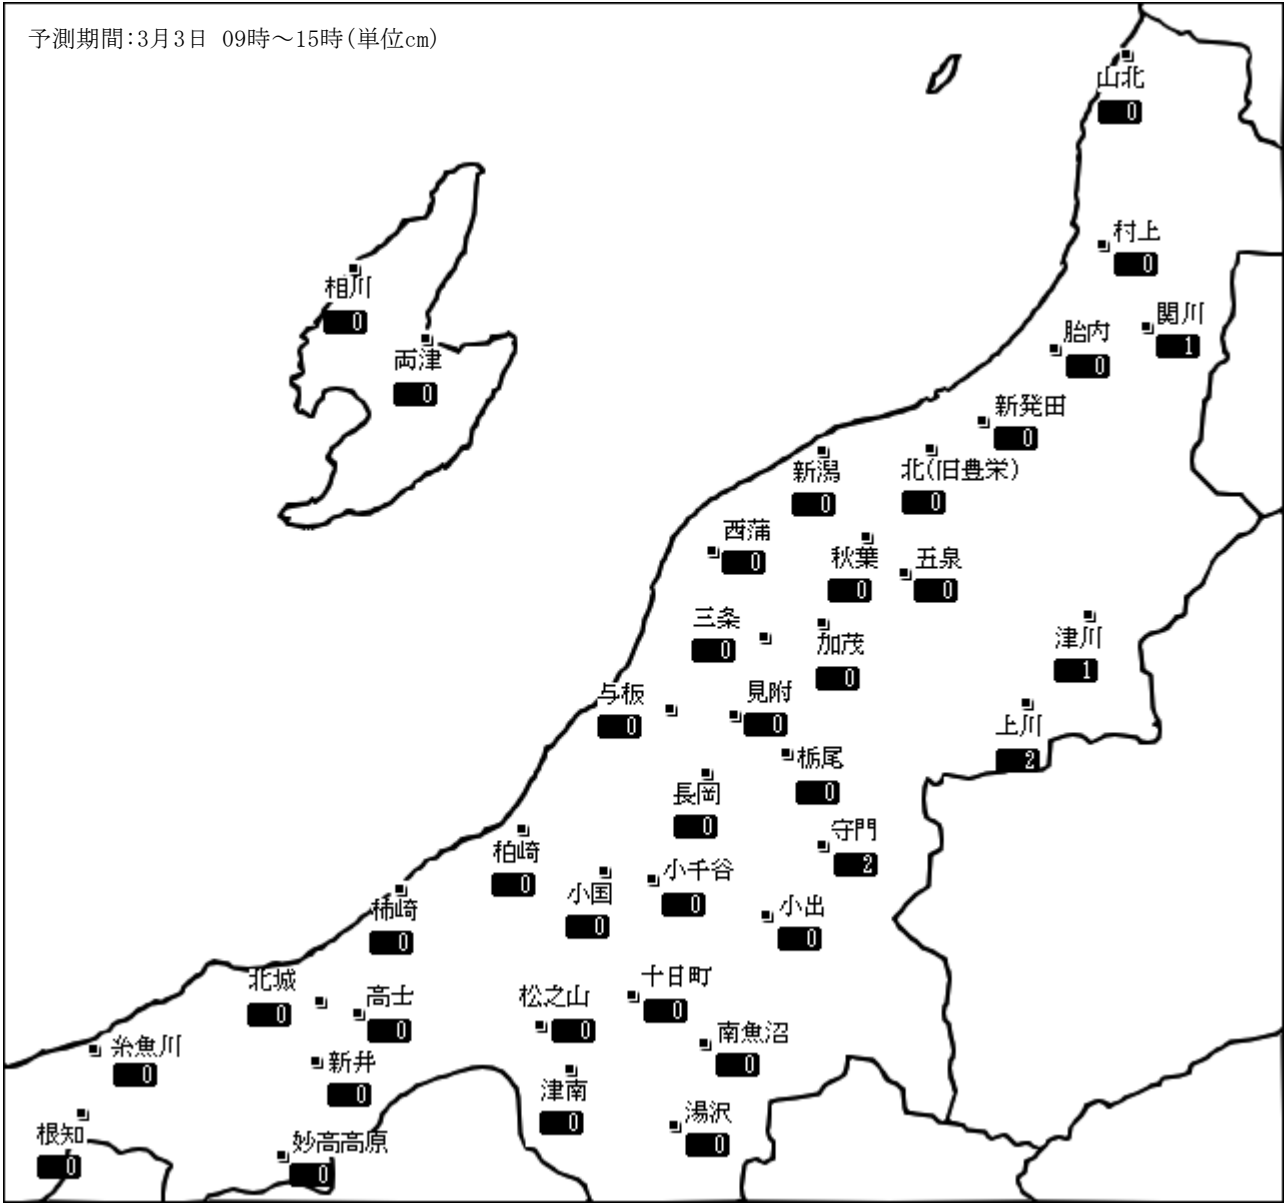 予測期間:3月3日 09時～15時(単位cm)
山北
0
村上
0
関川
1
胎内
0
相川
0
両津
0
新発田
0
新潟
0
北(旧豊栄)
0
西蒲
0
秋葉
0
五泉
0
三条
0
加茂
0
津川
1
与板
0
見附
0
上川
2
栃尾
0
長岡
0
守門
2
柏崎
0
小国
0
小千谷
0
柿崎
0
小出
0
北城
0
高士
0
松之山
0
十日町
0
南魚沼
0
糸魚川
0
新井
0
津南
0
湯沢
0
根知
0
妙高高原
0